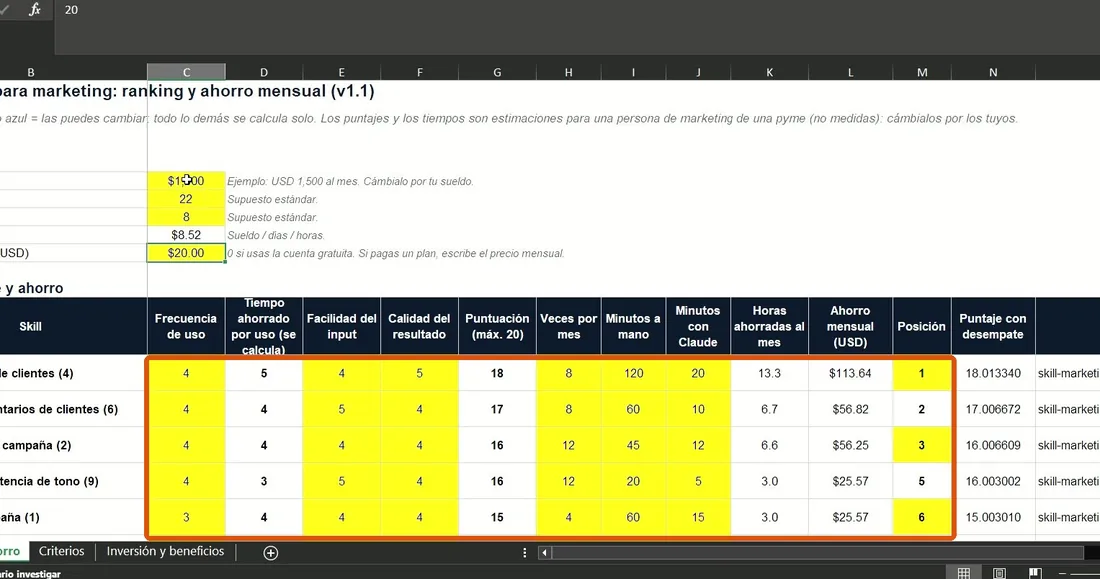 fx 20
B C D E F G H I J K L M N
para marketing: ranking y ahorro mensual (v1.1)
azul = las puedes cambiar; todo lo demás se calcula solo. Los puntajes y los tiempos son estimaciones para una persona de marketing de una pyme (no medidas): cámbialos por los tuyos.
Ejemplo: USD 1,500 al mes. Cámbialo por tu sueldo.
22 Supuesto estándar.
8 Supuesto estándar.
$8.52 Sueldo / días / horas.
USD) $20.00 0 si usas la cuenta gratuita. Si pagas un plan, escribe el precio mensual.
y ahorro
Skill Frecuencia de uso Tiempo ahorrado por uso (se calcula) Facilidad del input Calidad del resultado Puntuación (máx. 20) Veces por mes Minutos a mano Minutos con Claude Horas ahorradas al mes Ahorro mensual (USD) Posición Puntaje con desempate
de clientes (4) 4 5 4 5 18 8 120 20 13.3 $113.64 1 18.013340 skill-marketi
ntarios de clientes (6) 4 4 5 4 17 8 60 10 6.7 $56.82 2 17.006672 skill-marketi
campaña (2) 4 4 4 4 16 12 45 12 6.6 $56.25 3 16.006609 skill-marketi
tencia de tono (9) 4 3 5 4 16 12 20 5 3.0 $25.57 5 16.003002 skill-marketi
aña (1) 3 4 4 4 15 4 60 15 3.0 $25.57 6 15.003010 skill-marketi
orro Criterios Inversión y beneficios
rio investigar